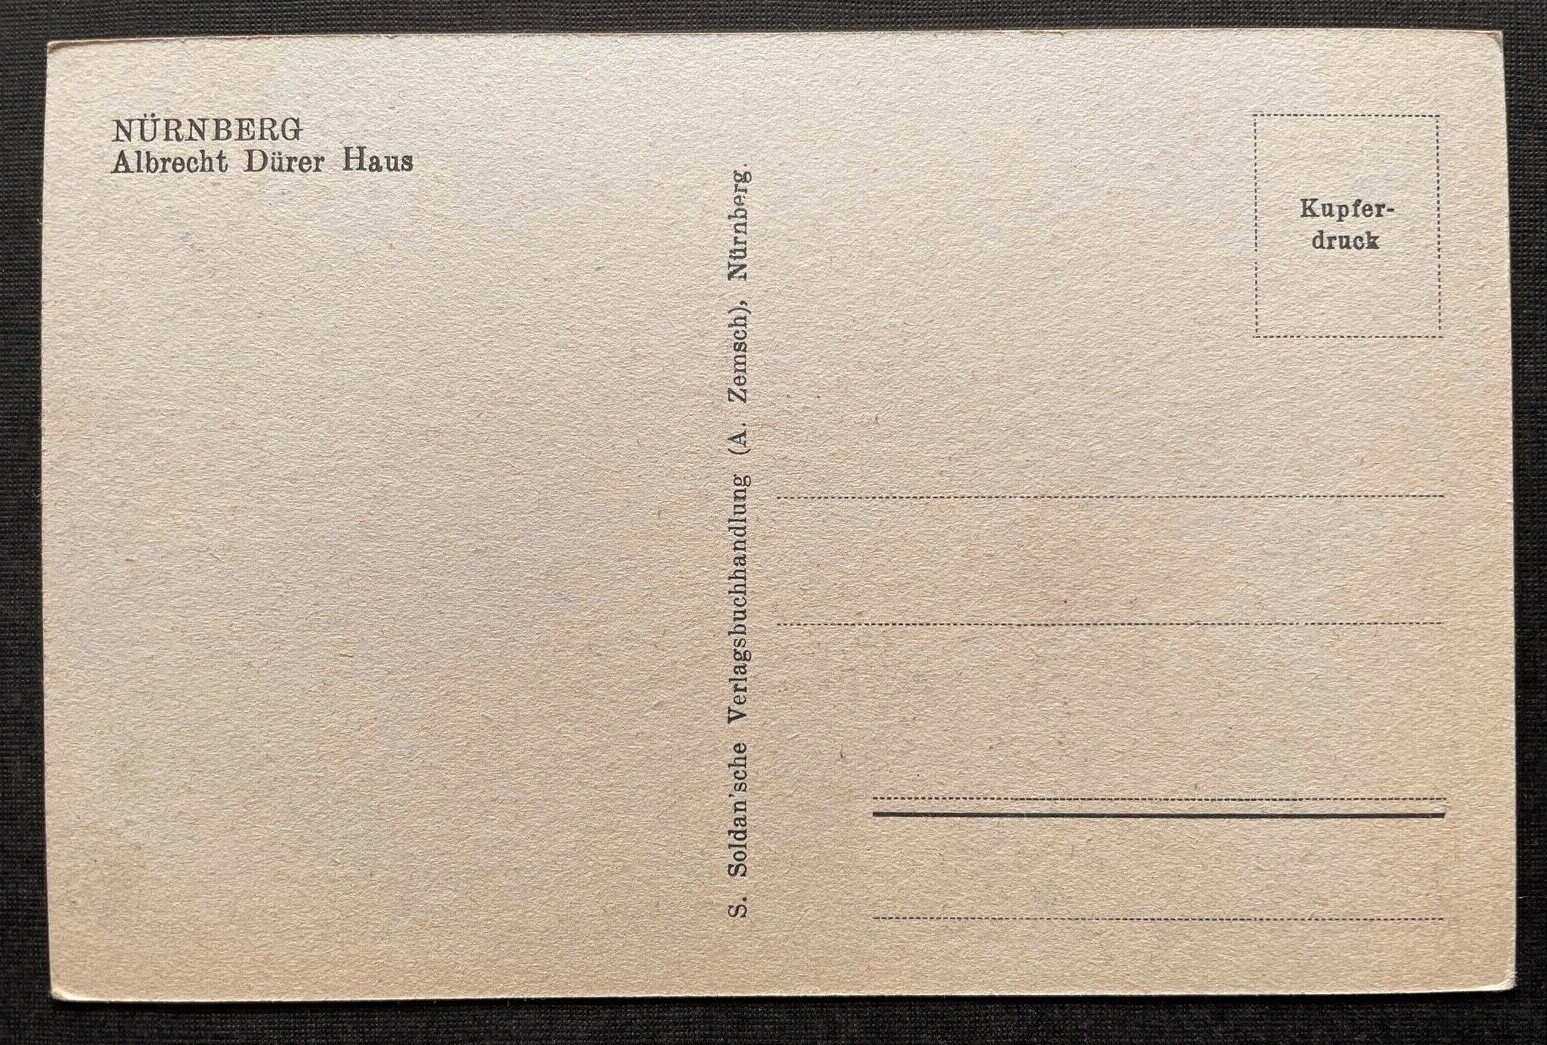 NÜRNBERG
Albrecht Dürer Haus
S. Soldan'sche Verlagsbuchhandlung (A. Zemsch), Nürnberg.
Kupfer-
druck